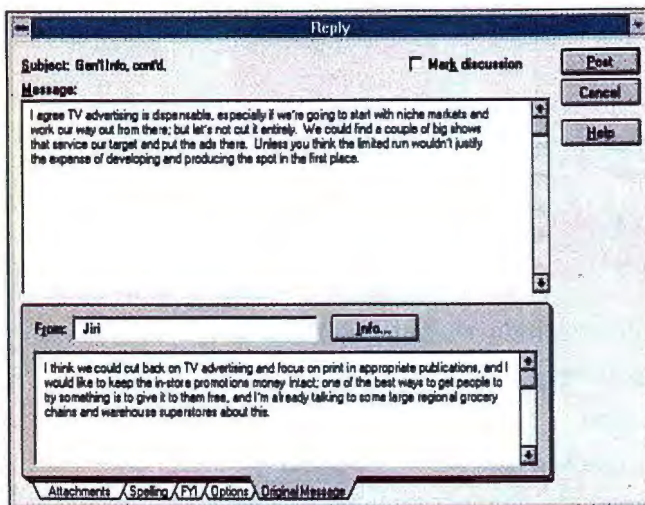 Reply
Subject: Gen'l Info, cont'd.
Mark discussion
Post
Message:
Cancel
I agree TV advertising is dispensable, especially if we're going to start with niche markets and
work our way out from there; but let's not cut it entirely. We could find a couple of big shows
that service our target and put the ads there. Unless you think the limited run wouldn't justify
the expense of developing and producing the spot in the first place.
Help
From: Jiri
Info...
I think we could cut back on TV advertising and focus on print in appropriate publications, and I
would like to keep the in-store promotions money intact; one of the best ways to get people to
try something is to give it to them free, and I'm already talking to some large regional grocery
chains and warehouse superstores about this.
Attachments Spelling FYI Options Original Message